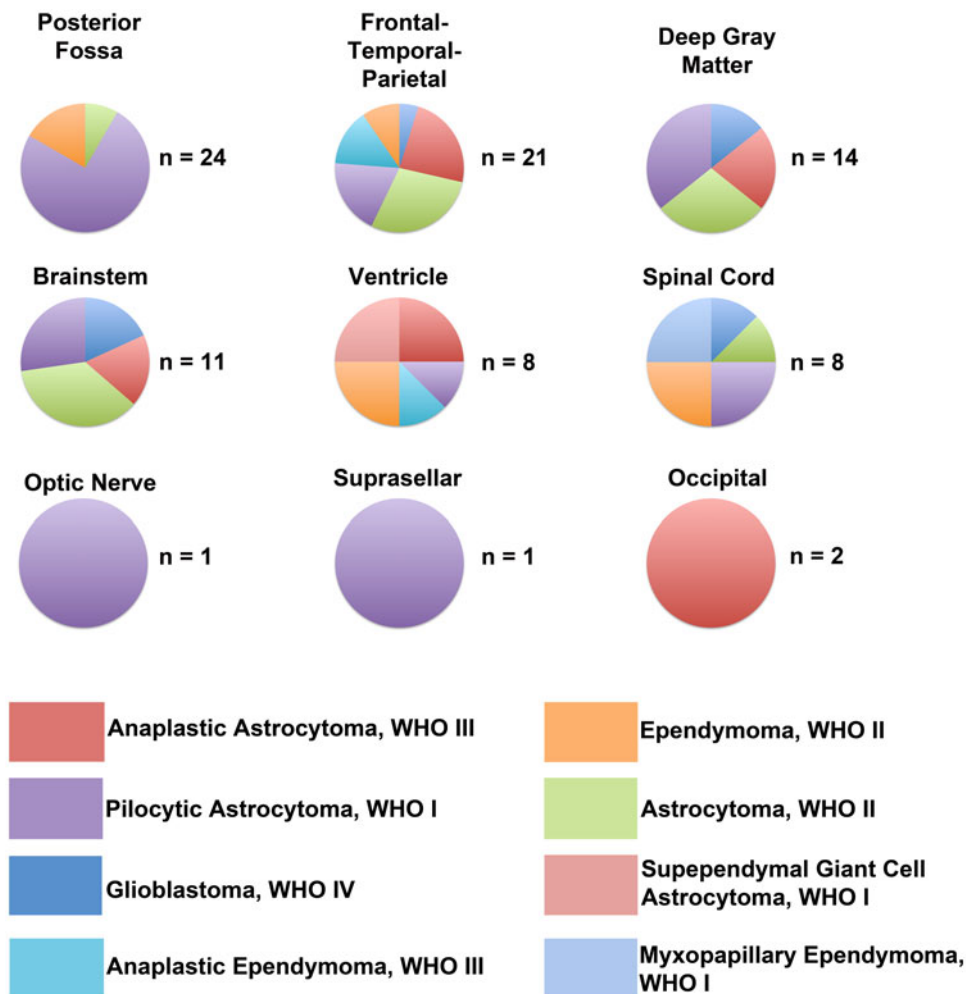 Posterior
Fossa
n = 24
Frontal-
Temporal-
Parietal
n = 21
Deep Gray
Matter
n = 14
Brainstem
n = 11
Ventricle
n = 8
Spinal Cord
n = 8
Optic Nerve
n = 1
Suprasellar
n = 1
Occipital
n = 2
Anaplastic Astrocytoma, WHO III
Pilocytic Astrocytoma, WHO I
Glioblastoma, WHO IV
Anaplastic Ependymoma, WHO III
Ependymoma, WHO II
Astrocytoma, WHO II
Supependymal Giant Cell
Astrocytoma, WHO I
Myxopapillary Ependymoma,
WHO I